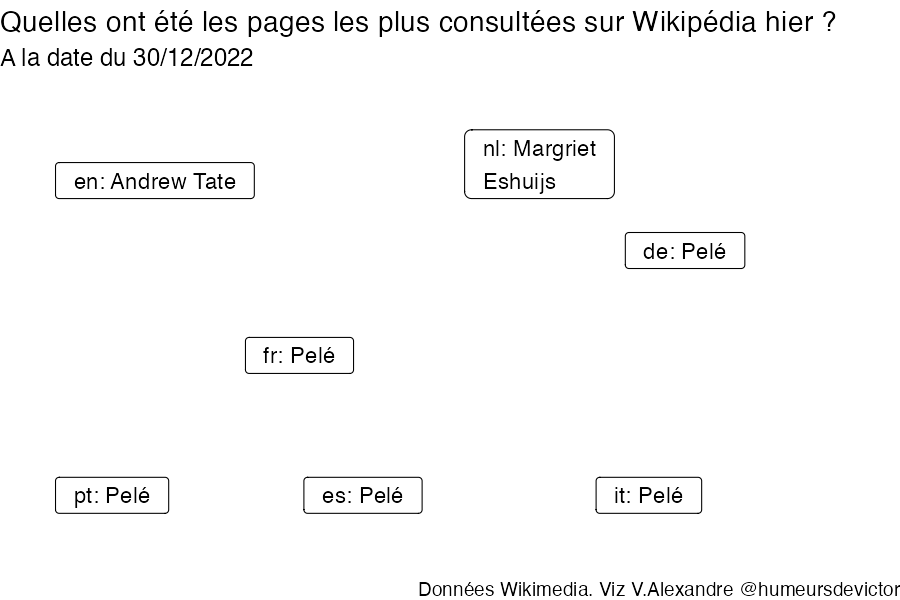 Quelles ont été les pages les plus consultées sur Wikipédia hier ?
A la date du 30/12/2022
nl: Margriet
Eshuijs
en: Andrew Tate
de: Pelé
fr: Pelé
pt: Pelé
es: Pelé
it: Pelé
Données Wikimedia. Viz V.Alexandre @humeursdevictor